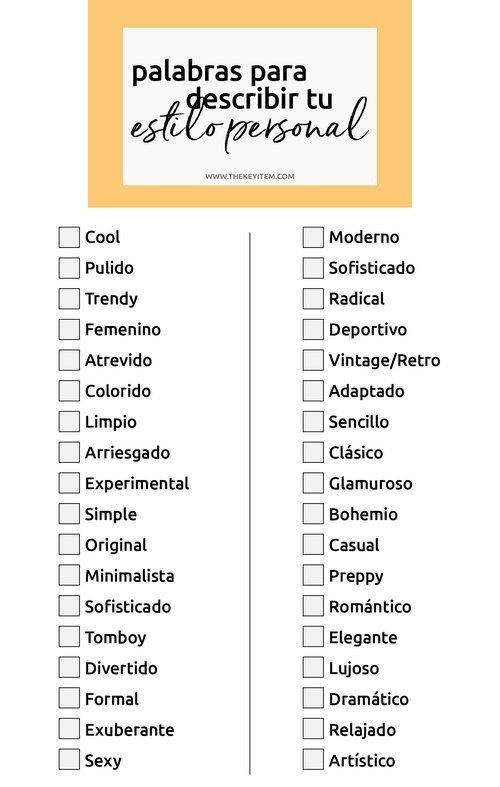 palabras para
describir tu
estilo personal
WWW.THEKEYITEM.COM
Cool
Pulido
Trendy
Femenino
Atrevido
Colorido
Limpio
Arriesgado
Experimental
Simple
Original
Minimalista
Sofisticado
Tomboy
Divertido
Formal
Exuberante
Sexy
Moderno
Sofisticado
Radical
Deportivo
Vintage/Retro
Adaptado
Sencillo
Clásico
Glamuroso
Bohemio
Casual
Preppy
Romántico
Elegante
Lujoso
Dramático
Relajado
Artístico